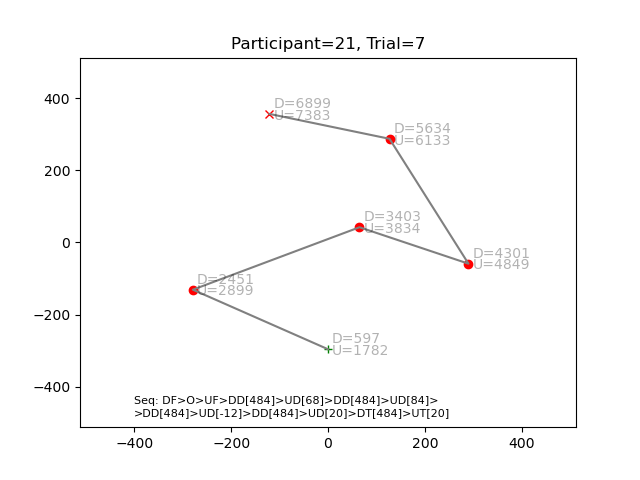 Participant=21, Trial=7
400
200
0
−200
−400
D=6899
U=7383
D=5634
U=6133
D=3403
U=3834
D=4301
U=4849
D=2451
U=2899
D=597
U=1782
Seq: DF>O>UF>DD[484]>UD[68]>DD[484]>UD[84]>
>DD[484]>UD[-12]>DD[484]>UD[20]>DT[484]>UT[20]
−400 −200 0 200 400